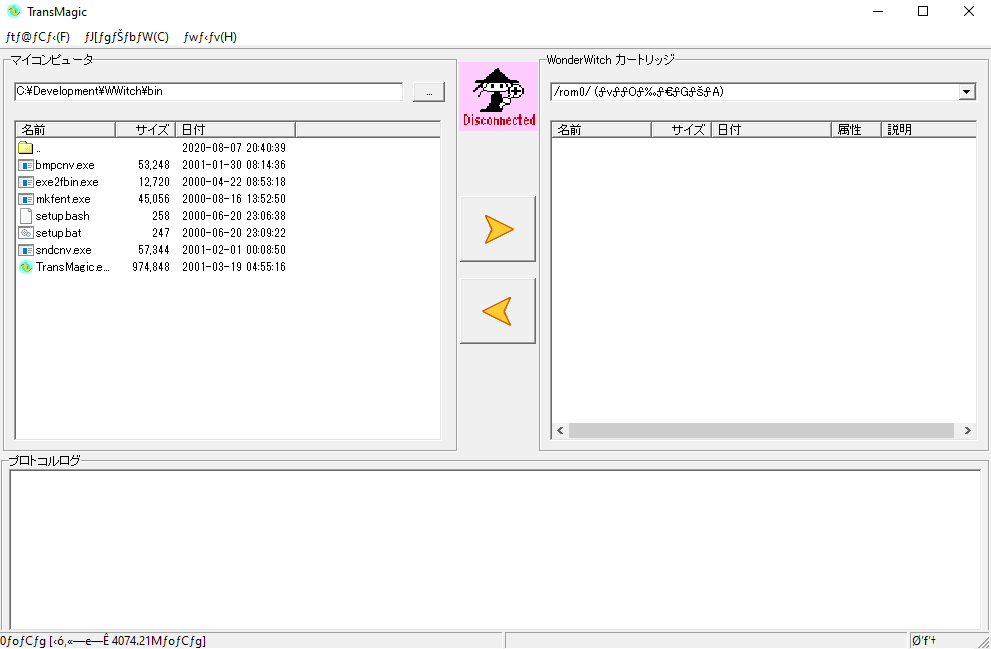 TransMagic
ƒtƒ@ƒCƒ‹(F) ƒJ[ƒgƒŠƒbƒW(C) ƒwƒ‹ƒv(H)
マイコンピュータ
C:¥Development¥WWitch¥bin
...
名前 サイズ 日付
.. 2020-08-07 20:40:39
bmpcnv.exe 53,248 2001-01-30 08:14:36
exe2fbin.exe 12,720 2000-04-22 08:53:18
mkfent.exe 45,056 2000-08-16 13:52:50
setup.bash 258 2000-06-20 23:06:38
setup.bat 247 2000-06-20 23:09:22
sndcnv.exe 57,344 2001-02-01 00:08:50
TransMagic.e... 974,848 2001-03-19 04:55:16
Disconnected
WonderWitch カートリッジ
/rom0/ (ƒvƒƒOƒ‰ƒ€ƒGƒŠƒA)
名前 サイズ 日付 属性 説明
プロトコルログ
0ƒoƒCƒg [‹ó‚«—e—Ê 4074.21MƒoƒCƒg]
Ø'f'†